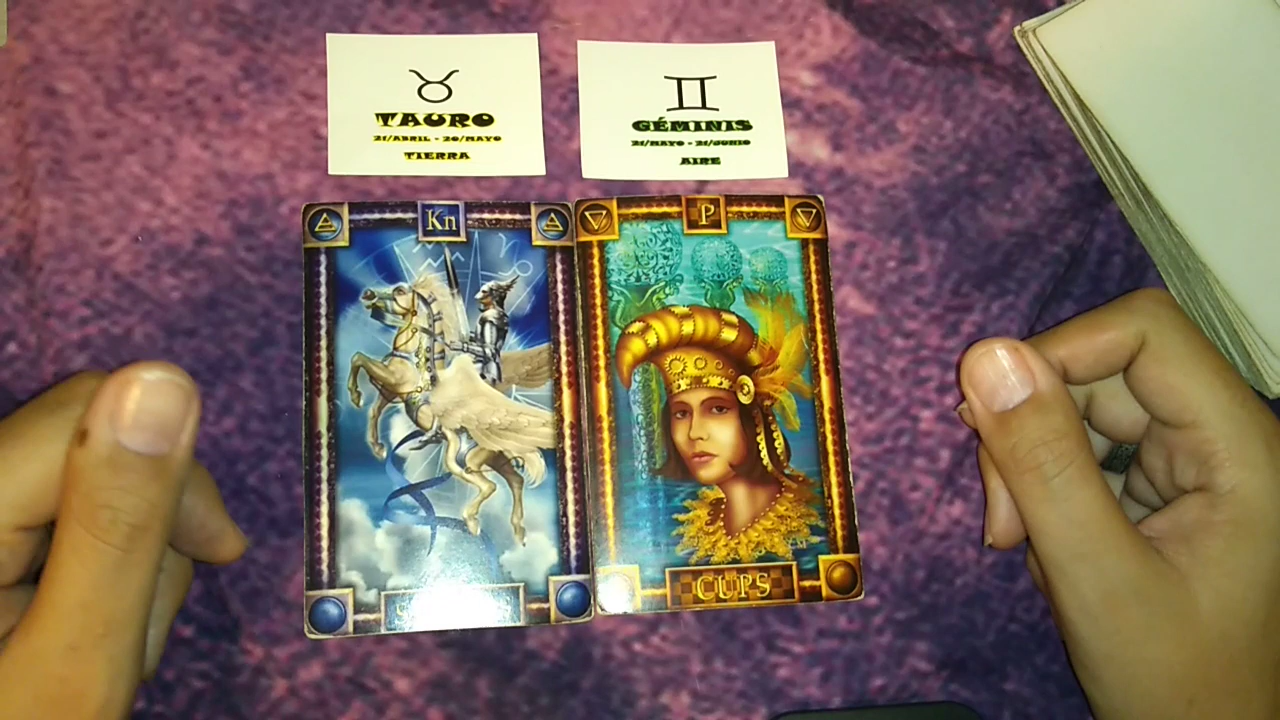 TAURO
21/ABRIL - 20/MAYO
TIERRA
GÉMINIS
21/MAYO - 21/JUNIO
AIRE
Kn
P
CUPS